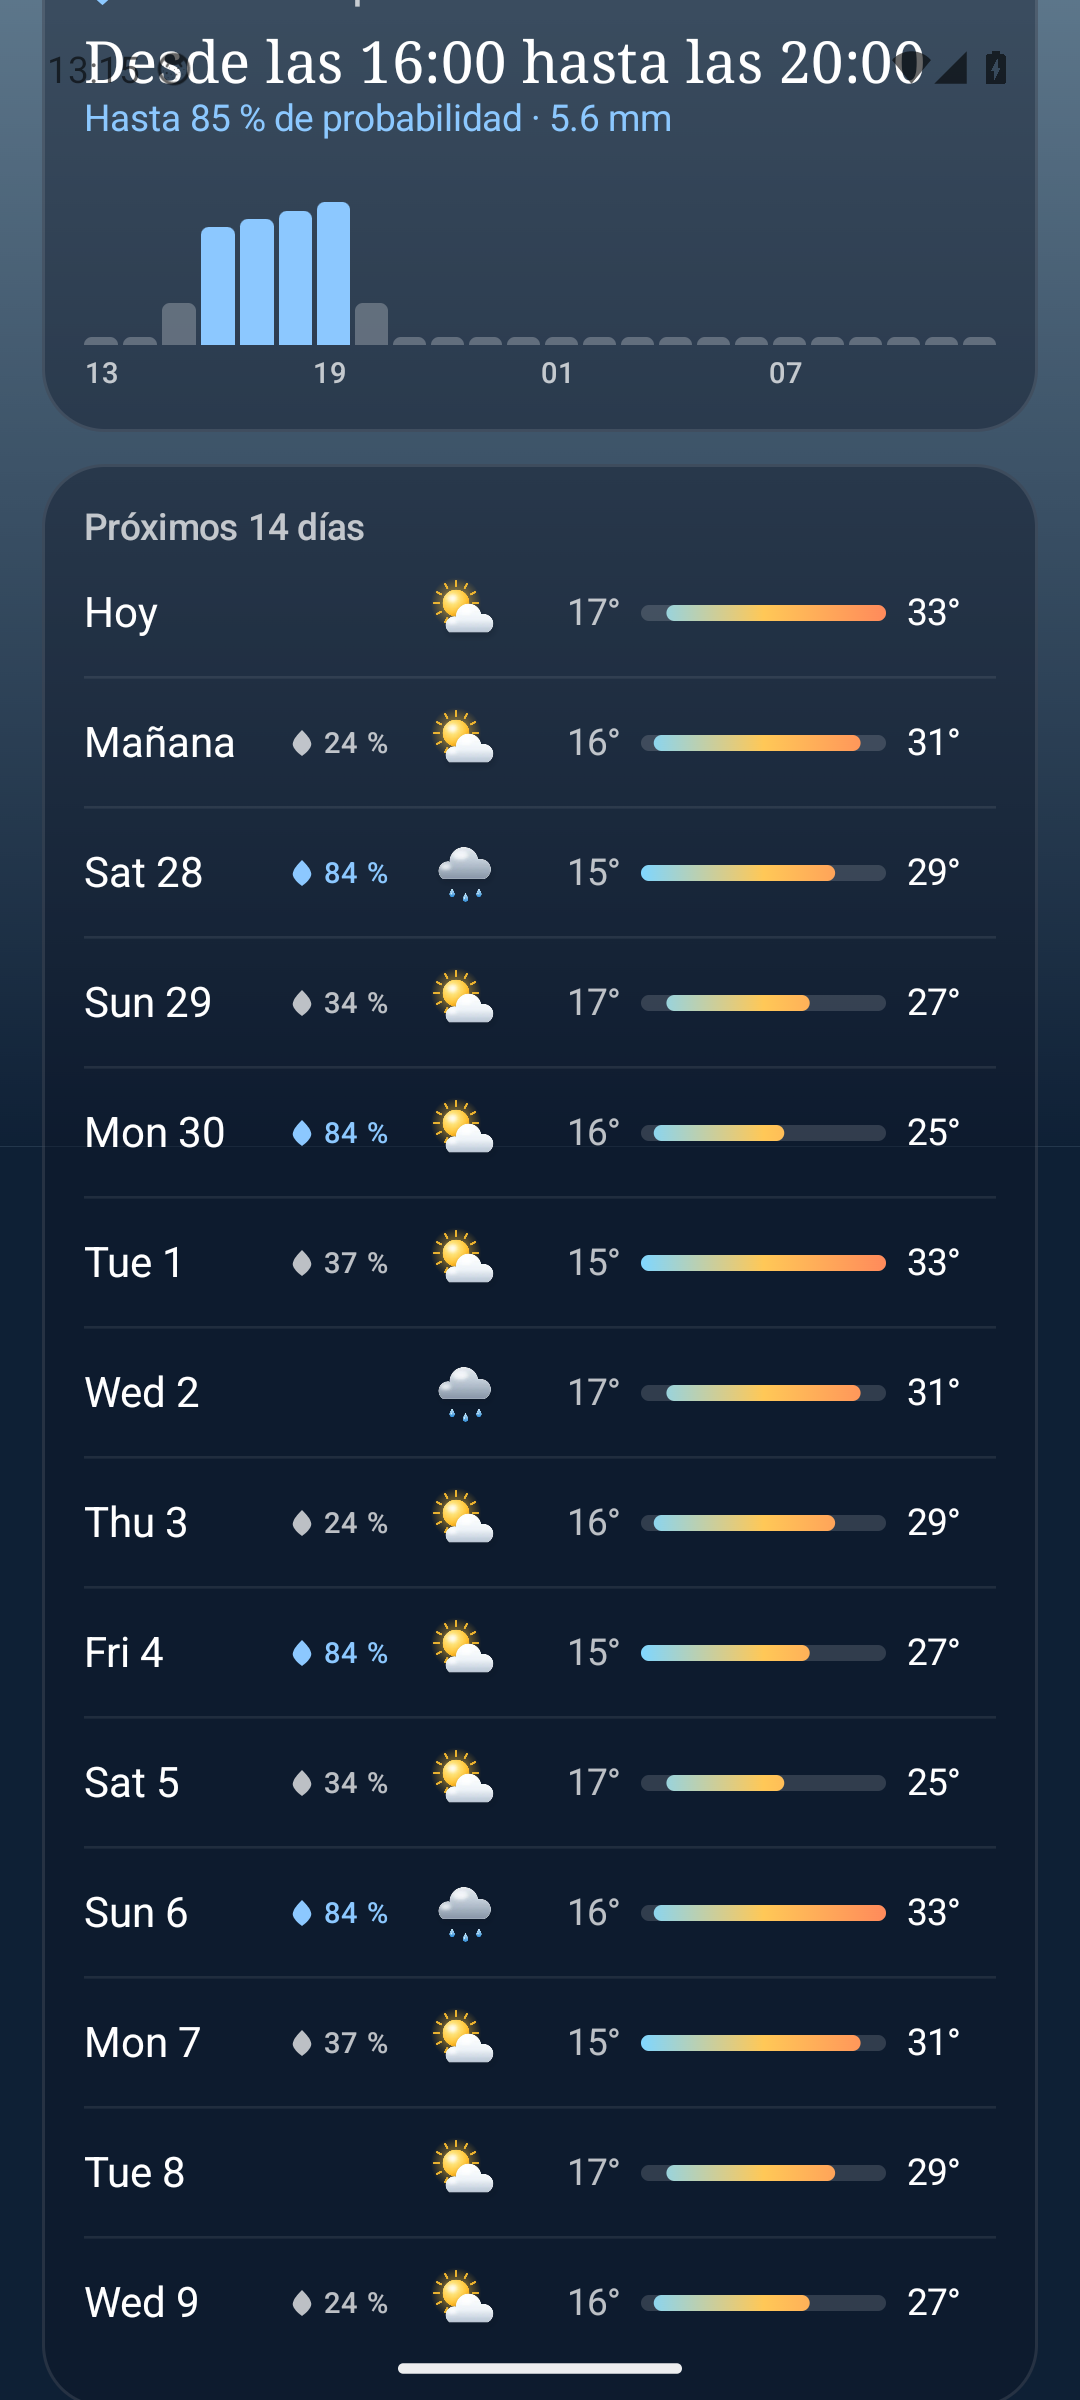 Desde las 16:00 hasta las 20:00
13:15
Hasta 85 % de probabilidad · 5.6 mm
13 19 01 07
Próximos 14 días
Hoy 17° 33°
Mañana 24 % 16° 31°
Sat 28 84 % 15° 29°
Sun 29 34 % 17° 27°
Mon 30 84 % 16° 25°
Tue 1 37 % 15° 33°
Wed 2 17° 31°
Thu 3 24 % 16° 29°
Fri 4 84 % 15° 27°
Sat 5 34 % 17° 25°
Sun 6 84 % 16° 33°
Mon 7 37 % 15° 31°
Tue 8 17° 29°
Wed 9 24 % 16° 27°